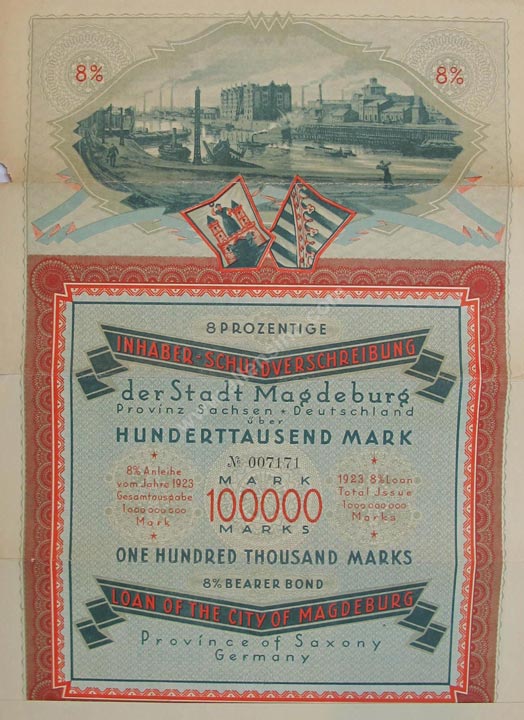 8%
8%
8 PROZENTIGE
INHABER-SCHULDVERSCHREIBUNG
der Stadt Magdeburg
Provinz Sachsen + Deutschland
über
HUNDERTTAUSEND MARK
№ 007171
8% Anleihe
vom Jahre 1923
Gesamtausgabe
1000000000
Mark
MARK
100000
MARKS
1923 8% Loan
Total Issue
1000000000
Marks
ONE HUNDRED THOUSAND MARKS
8% BEARER BOND
LOAN OF THE CITY OF MAGDEBURG
Province of Saxony
Germany